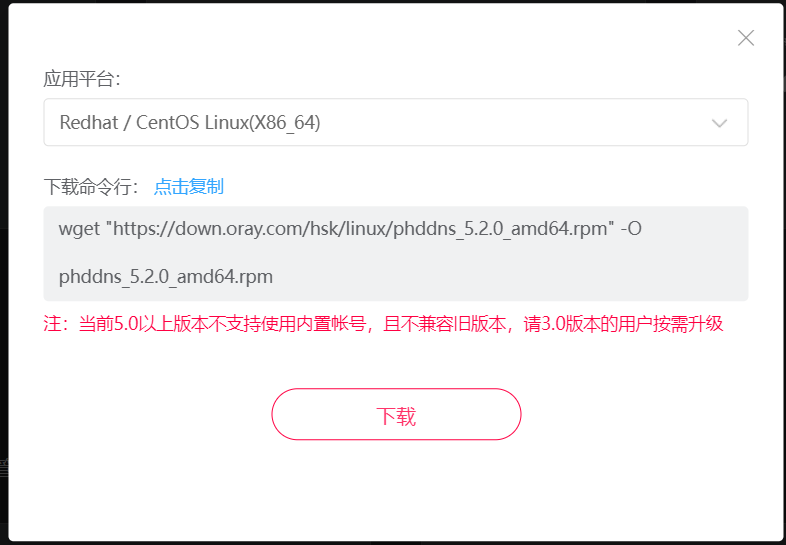 应用平台：
Redhat / CentOS Linux(X86_64)
下载命令行： 点击复制
wget "https://down.oray.com/hsk/linux/phddns_5.2.0_amd64.rpm" -O
phddns_5.2.0_amd64.rpm
注：当前5.0以上版本不支持使用内置帐号，且不兼容旧版本，请3.0版本的用户按需升级
下载